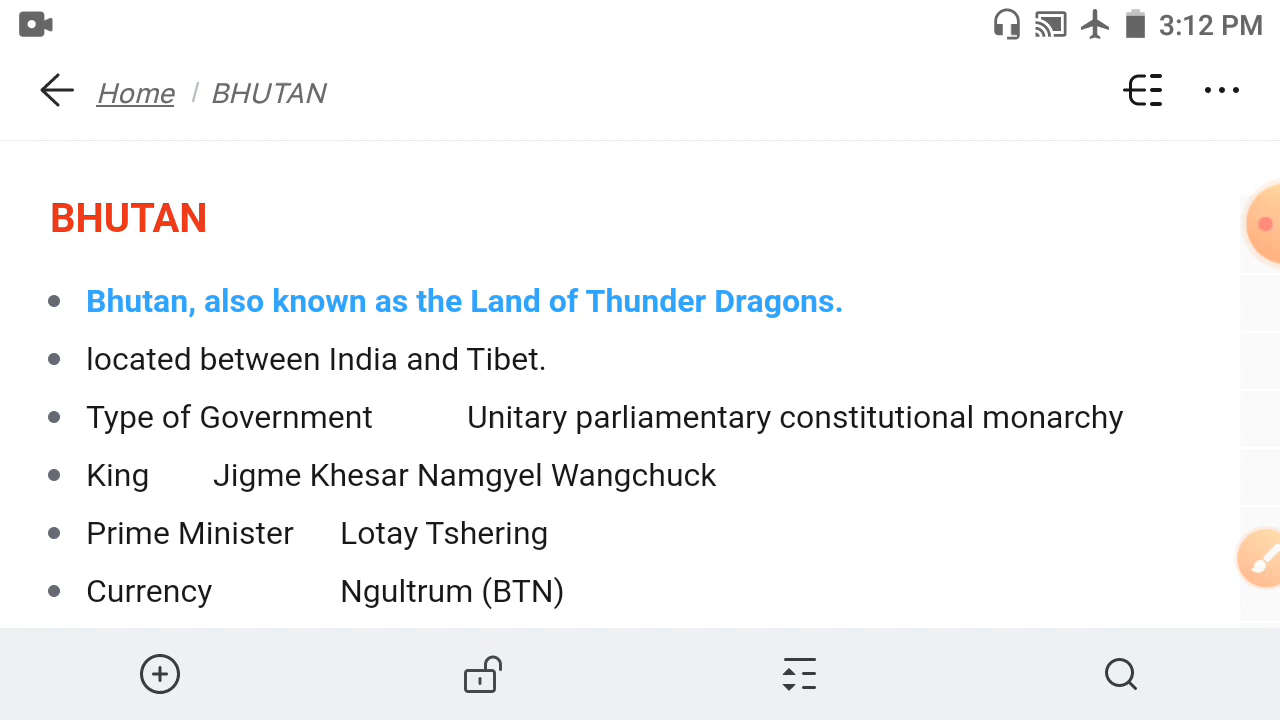 3:12 PM
Home / BHUTAN
BHUTAN
Bhutan, also known as the Land of Thunder Dragons.
located between India and Tibet.
Type of Government Unitary parliamentary constitutional monarchy
King Jigme Khesar Namgyel Wangchuck
Prime Minister Lotay Tshering
Currency Ngultrum (BTN)